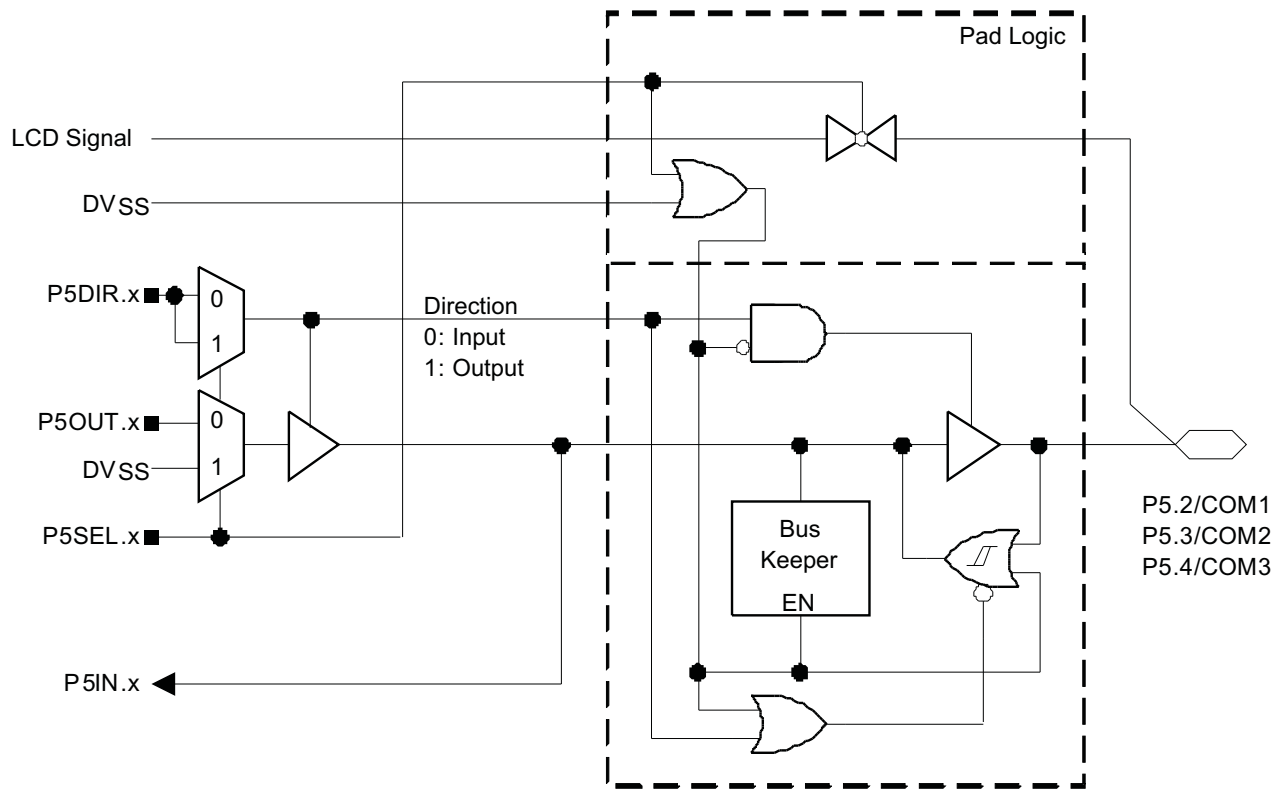 Pad Logic
LCD Signal
DVSS
P5DIR.x
0
1
Direction
0: Input
1: Output
P5OUT.x
0
DVSS
1
P5SEL.x
Bus
Keeper
EN
P5.2/COM1
P5.3/COM2
P5.4/COM3
P5IN.x